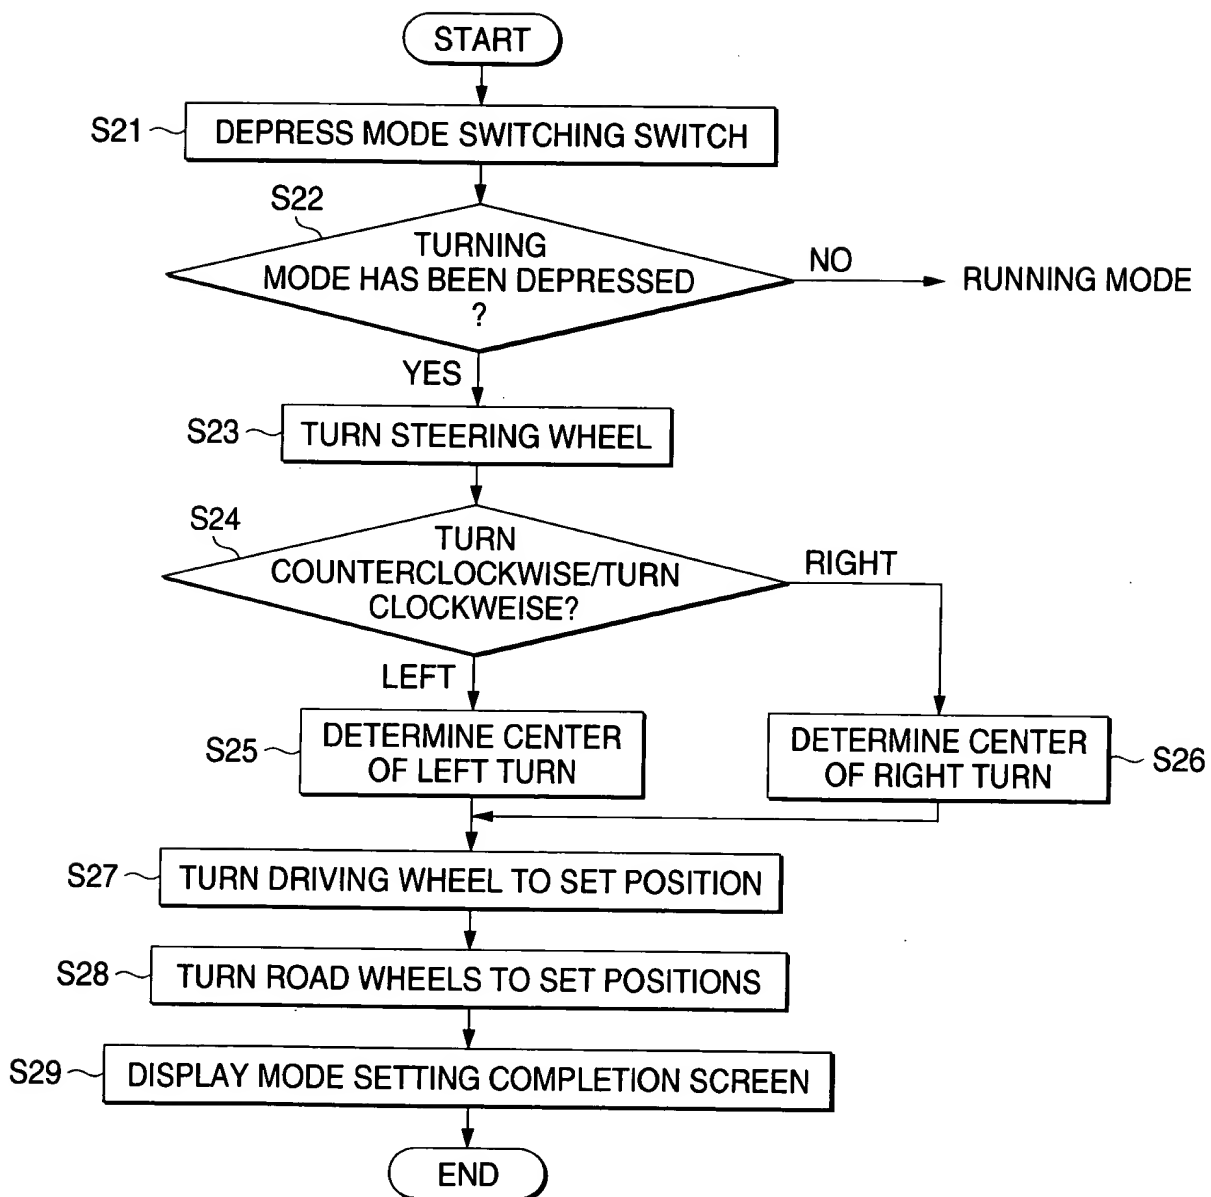 START
S21
DEPRESS MODE SWITCHING SWITCH
S22
TURNING
MODE HAS BEEN DEPRESSED
?
NO
RUNNING MODE
YES
S23
TURN STEERING WHEEL
S24
TURN
COUNTERCLOCKWISE/TURN
CLOCKWEISE?
RIGHT
LEFT
S25
DETERMINE CENTER
OF LEFT TURN
DETERMINE CENTER
OF RIGHT TURN
S26
S27
TURN DRIVING WHEEL TO SET POSITION
S28
TURN ROAD WHEELS TO SET POSITIONS
S29
DISPLAY MODE SETTING COMPLETION SCREEN
END